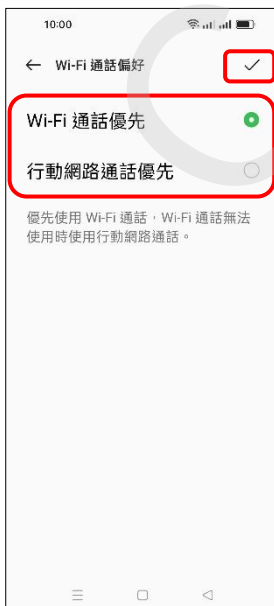 10:00
Wi-Fi 通話偏好
Wi-Fi 通話優先
行動網路通話優先
優先使用 Wi-Fi 通話，Wi-Fi 通話無法
使用時使用行動網路通話。